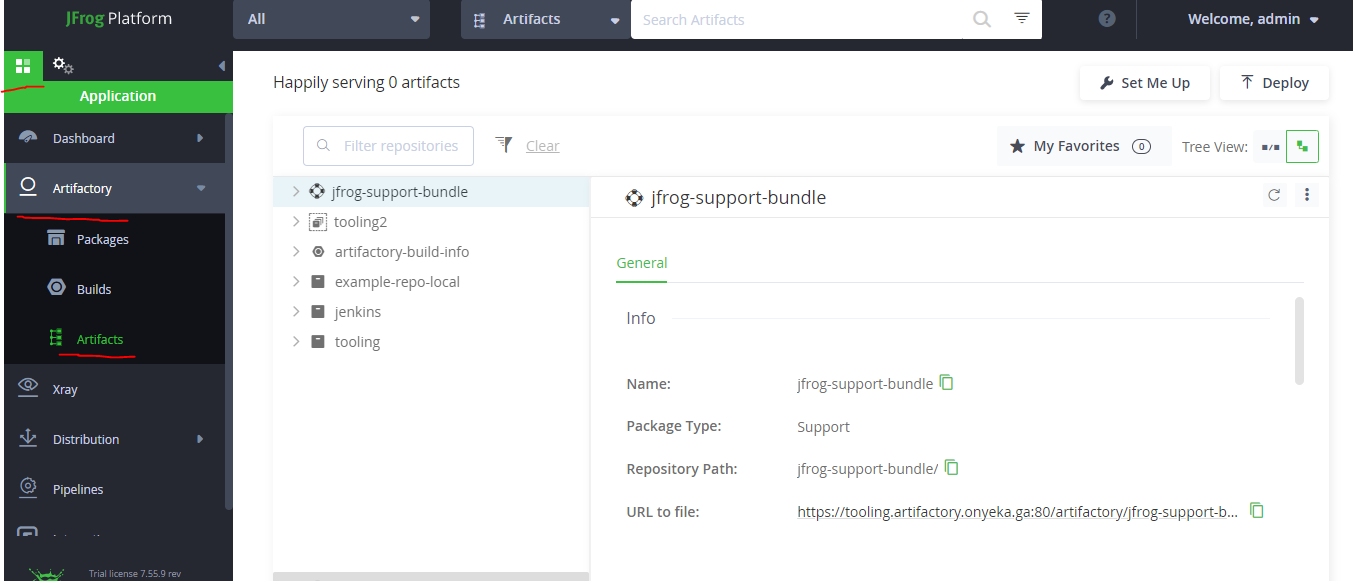 JFrog Platform
All
Artifacts
Search Artifacts
?
Welcome, admin
Application
Dashboard
Artifactory
Packages
Builds
Artifacts
Xray
Distribution
Pipelines
Trial license 7.55.9 rev
Happily serving 0 artifacts
Set Me Up
Deploy
Filter repositories
Clear
My Favorites 0
Tree View:
jfrog-support-bundle
tooling2
artifactory-build-info
example-repo-local
jenkins
tooling
jfrog-support-bundle
General
Info
Name: jfrog-support-bundle
Package Type: Support
Repository Path: jfrog-support-bundle/
URL to file: https://tooling.artifactory.onyeka.ga:80/artifactory/jfrog-support-b...